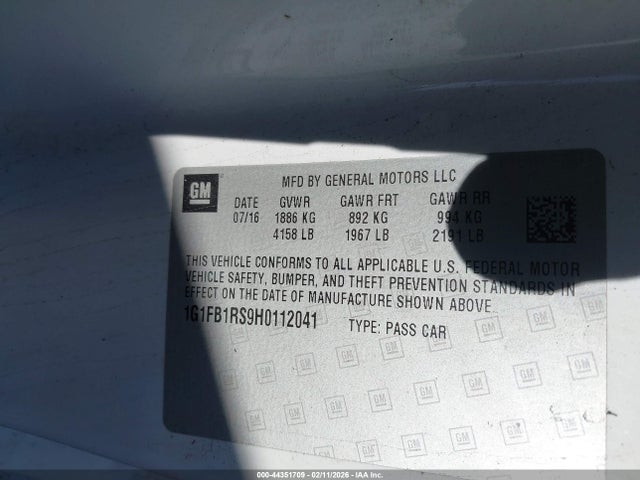 GM
MFD BY GENERAL MOTORS LLC
DATE GVWR GAWR FRT GAWR RR
07/16 1886 KG 892 KG 994 KG
4158 LB 1967 LB 2191 LB
THIS VEHICLE CONFORMS TO ALL APPLICABLE U.S. FEDERAL MOTOR
VEHICLE SAFETY, BUMPER, AND THEFT PREVENTION STANDARDS IN
EFFECT ON THE DATE OF MANUFACTURE SHOWN ABOVE
1G1FB1RS9H0112041 TYPE: PASS CAR
000-44351709 - 02/11/2026 - IAA Inc.